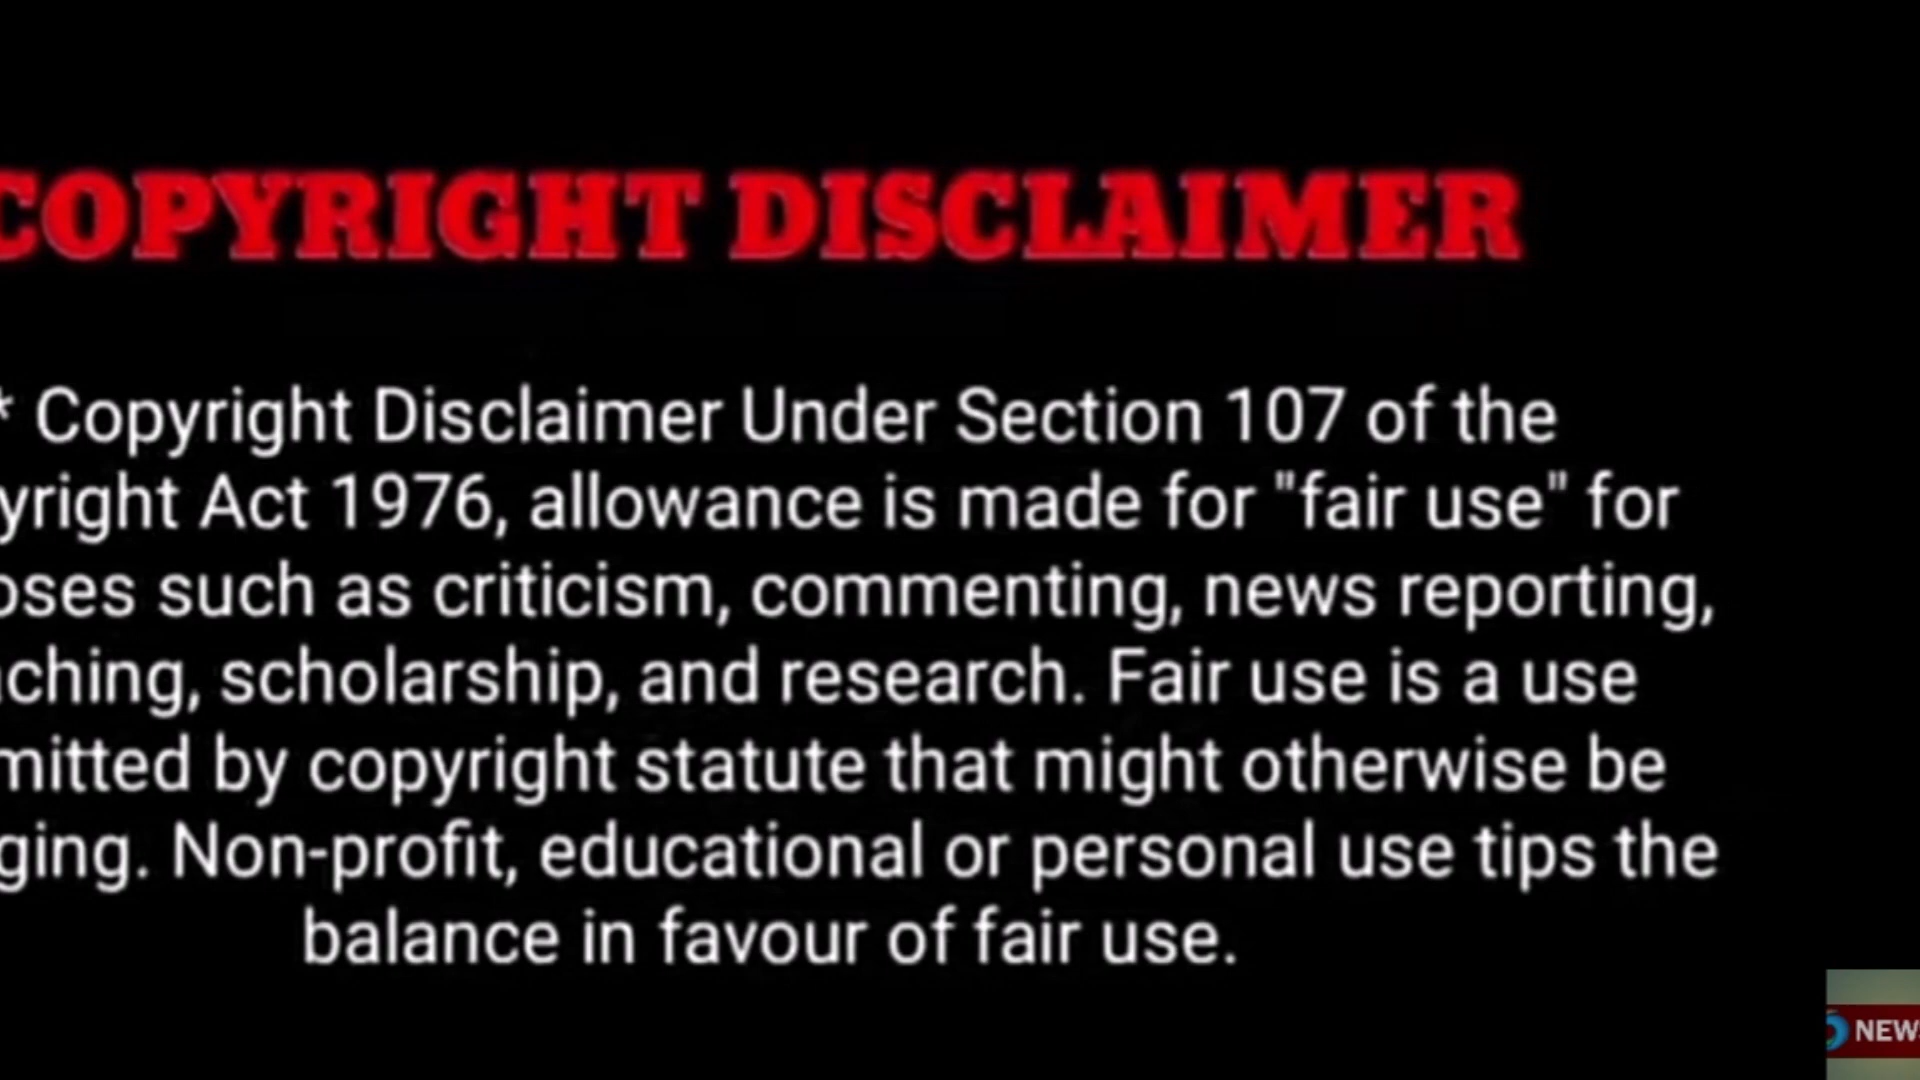 COPYRIGHT DISCLAIMER
* Copyright Disclaimer Under Section 107 of the
yright Act 1976, allowance is made for "fair use" for
oses such as criticism, commenting, news reporting,
ching, scholarship, and research. Fair use is a use
mitted by copyright statute that might otherwise be
ging. Non-profit, educational or personal use tips the
balance in favour of fair use.
5 NEWS